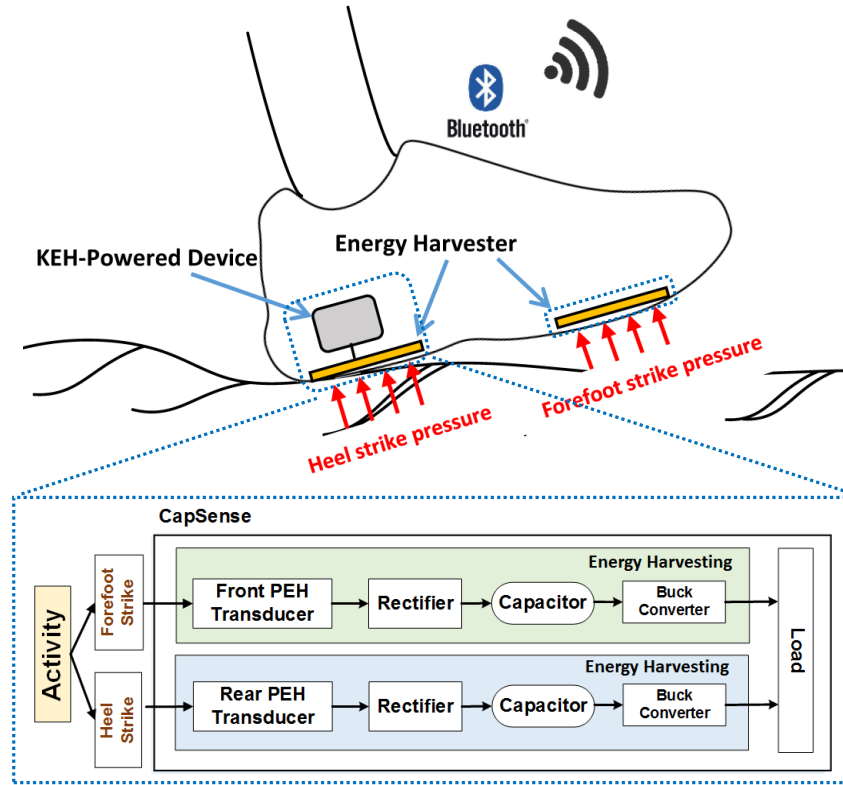 Bluetooth®
KEH-Powered Device
Energy Harvester
Heel strike pressure
Forefoot strike pressure
CapSense
Activity
Forefoot
Strike
Heel
Strike
Energy Harvesting
Front PEH
Transducer
Rectifier
Capacitor
Buck
Converter
Energy Harvesting
Rear PEH
Transducer
Rectifier
Capacitor
Buck
Converter
Load